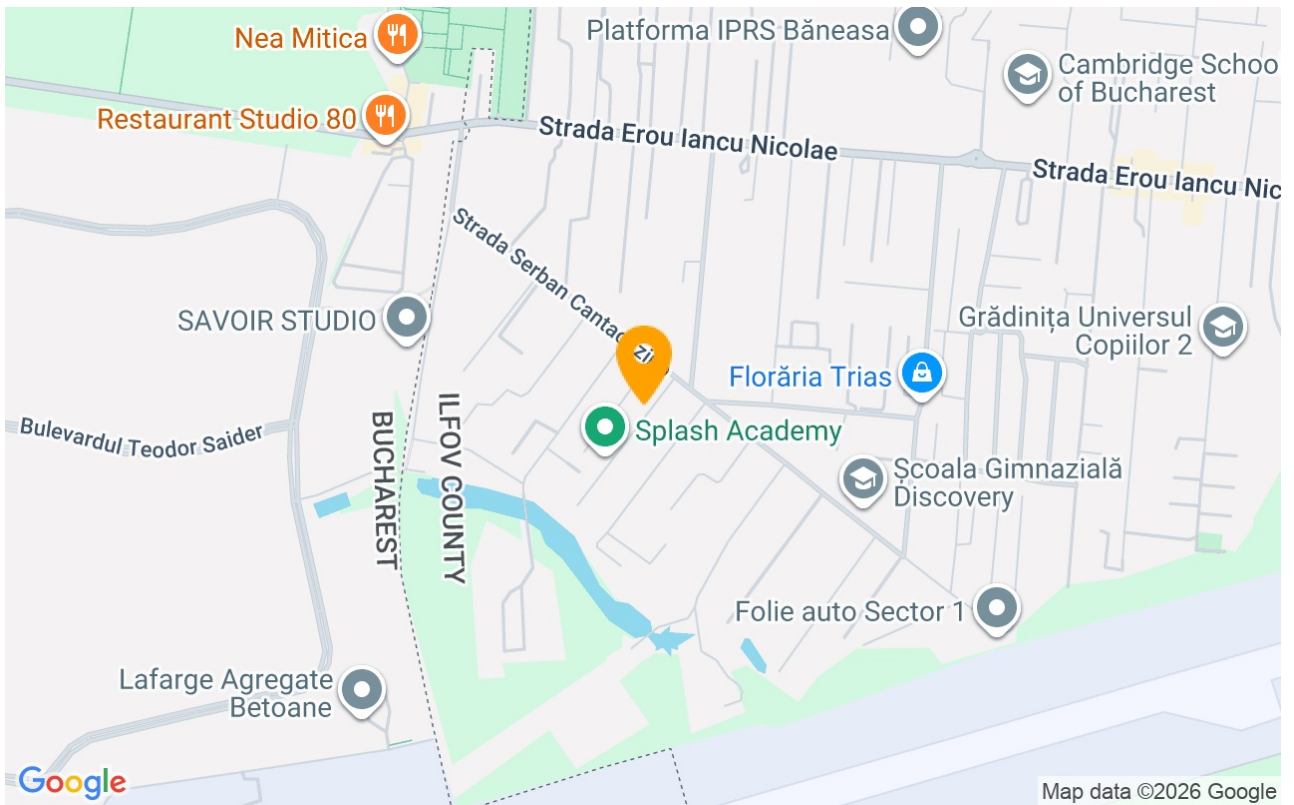 Nea Mitica
Platforma IPRS Băneasa
Cambridge Schoo
of Bucharest
Restaurant Studio 80
Strada Erou Iancu Nicolae
Strada Erou Iancu Nic
Strada Serban Cantac
zi
SAVOIR STUDIO
Grădinița Universul
Copiilor 2
Florăria Trias
Bulevardul Teodor Saider
BUCHAREST
ILFOV COUNTY
Splash Academy
Școala Gimnazială
Discovery
Folie auto Sector 1
Lafarge Agregate
Betoane
Google
Map data ©2026 Google